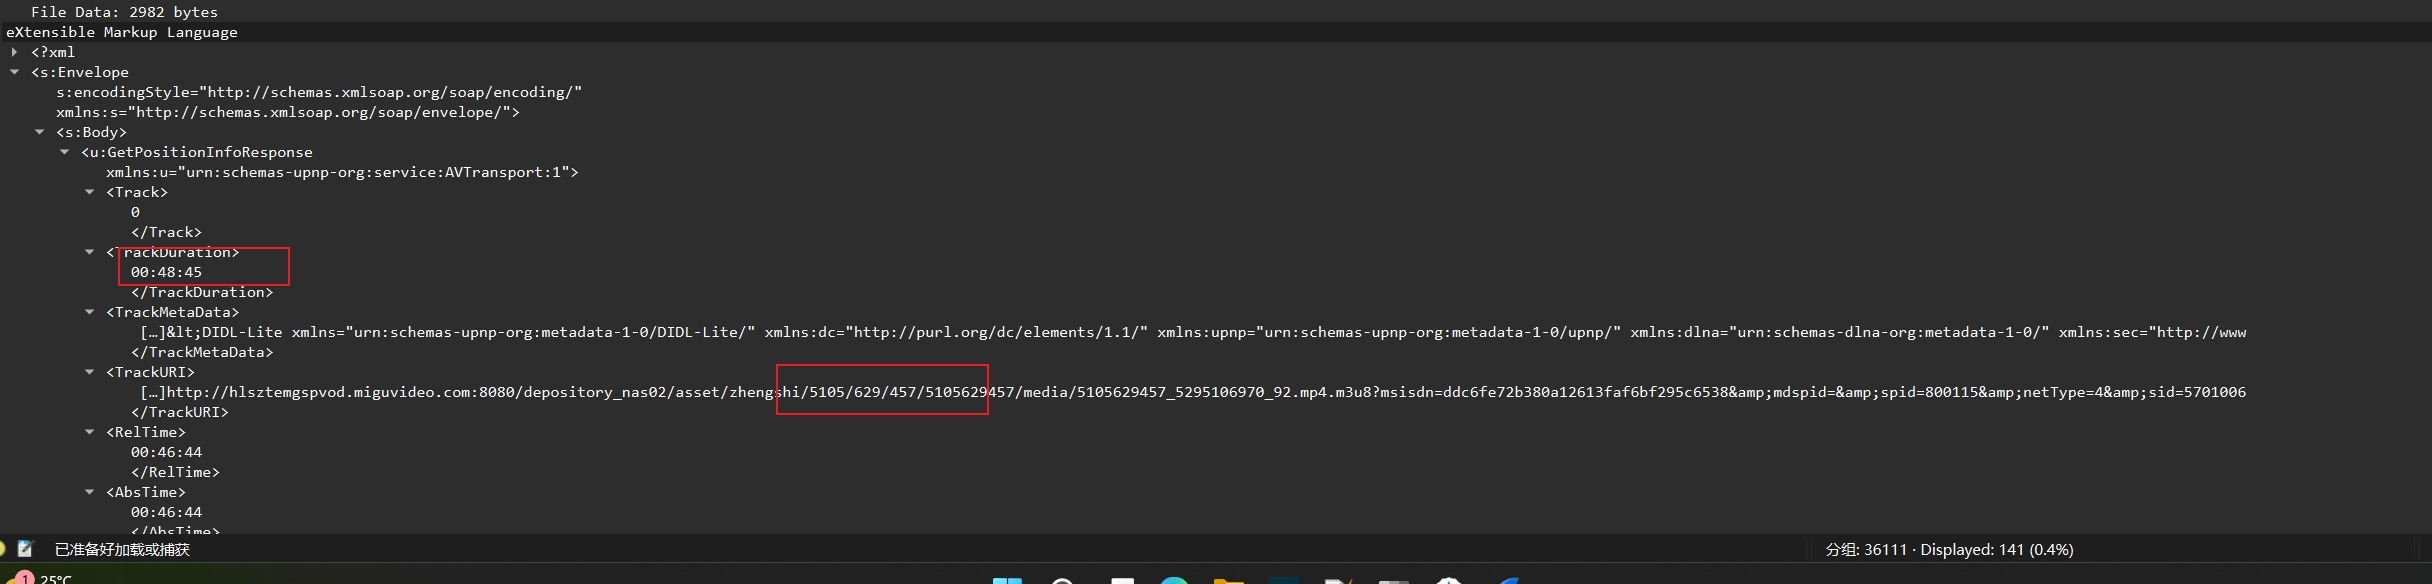 File Data: 2982 bytes
eXtensible Markup Language
<?xml
<s:Envelope
s:encodingStyle="http://schemas.xmlsoap.org/soap/encoding/"
xmlns:s="http://schemas.xmlsoap.org/soap/envelope/">
<s:Body>
<u:GetPositionInfoResponse
xmlns:u="urn:schemas-upnp-org:service:AVTransport:1">
<Track>
0
</Track>
<TrackDuration>
00:48:45
</TrackDuration>
<TrackMetaData>
[…]&lt;DIDL-Lite xmlns="urn:schemas-upnp-org:metadata-1-0/DIDL-Lite/" xmlns:dc="http://purl.org/dc/elements/1.1/" xmlns:upnp="urn:schemas-upnp-org:metadata-1-0/upnp/" xmlns:dlna="urn:schemas-dlna-org:metadata-1-0/" xmlns:sec="http://www
</TrackMetaData>
<TrackURI>
[…]http://hlsztemgspvod.miguvideo.com:8080/depository_nas02/asset/zhengshi/5105/629/457/5105629457/media/5105629457_5295106970_92.mp4.m3u8?msisdn=ddc6fe72b380a12613faf6bf295c6538&amp;mdspid=&amp;spid=800115&amp;netType=4&amp;sid=5701006
</TrackURI>
<RelTime>
00:46:44
</RelTime>
<AbsTime>
00:46:44
</AbsTime>
已准备好加载或捕获
分组: 36111 · Displayed: 141 (0.4%)
1
25°C